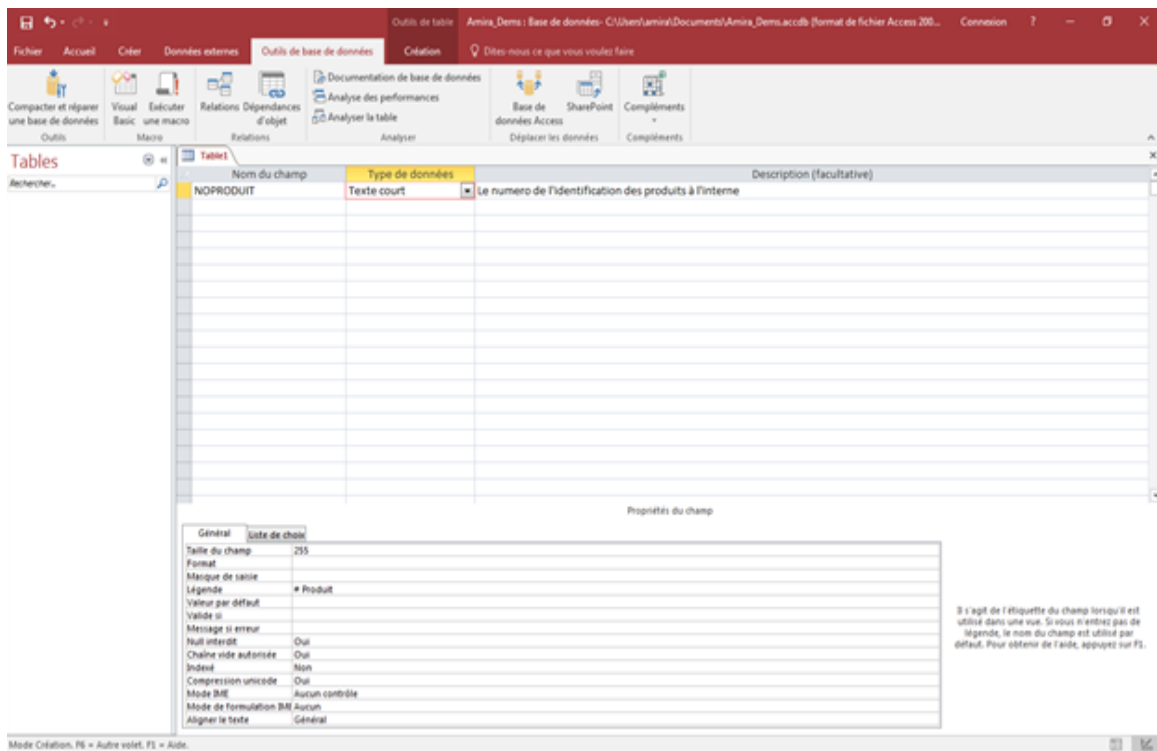 Outils de table Amira_Dems : Base de données- C:\Users\amira\Documents\Amira_Dems.accdb (format de fichier Access 200... Connexion ?
Fichier Accueil Créer Données externes Outils de base de données Création Dites-nous ce que vous voulez faire
Compacter et réparer une base de données
Visual Basic
Exécuter une macro
Relations
Dépendances d'objet
Documentation de base de données
Analyse des performances
Analyser la table
Base de données Access
SharePoint
Compléments
Outils Macro Relations Analyser Déplacer les données Compléments
Tables
Rechercher...
Table1
Nom du champ Type de données Description (facultative)
NOPRODUIT Texte court Le numero de l'identification des produits à l'interne
Propriétés du champ
Général Liste de choix
Taille du champ 255
Format
Masque de saisie
Légende # Produit
Valeur par défaut
Valide si
Message si erreur
Null interdit Oui
Chaîne vide autorisée Oui
Indexé Non
Compression unicode Oui
Mode IME Aucun contrôle
Mode de formulation IME Aucun
Aligner le texte Général
Il s'agit de l'étiquette du champ lorsqu'il est
utilisé dans une vue. Si vous n'entrez pas de
légende, le nom du champ est utilisé par
défaut. Pour obtenir de l'aide, appuyez sur F1.
Mode Création. F6 = Autre volet. F1 = Aide.